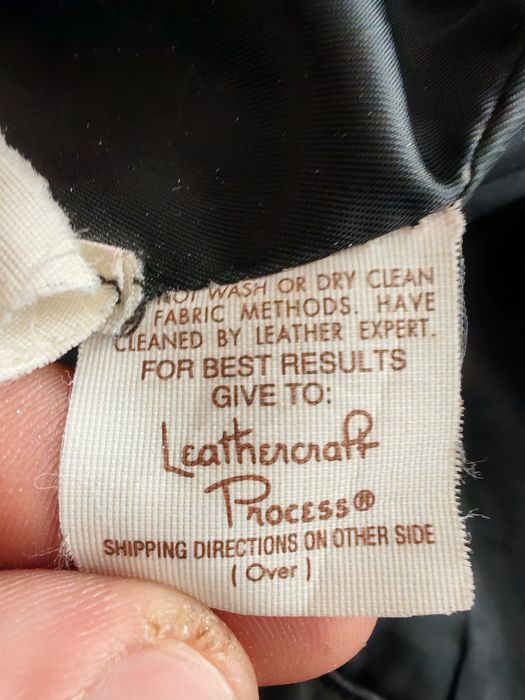 NOT WASH OR DRY CLEAN
FABRIC METHODS. HAVE
CLEANED BY LEATHER EXPERT.
FOR BEST RESULTS
GIVE TO:
Leathercraft
Process®
SHIPPING DIRECTIONS ON OTHER SIDE
(Over)